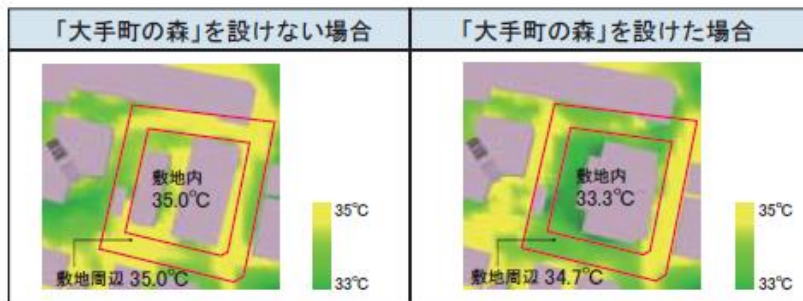 「大手町の森」を設けない場合
「大手町の森」を設けた場合
敷地内
35.0℃
敷地周辺 35.0℃
35℃
33℃
敷地内
33.3℃
敷地周辺 34.7℃
35℃
33℃